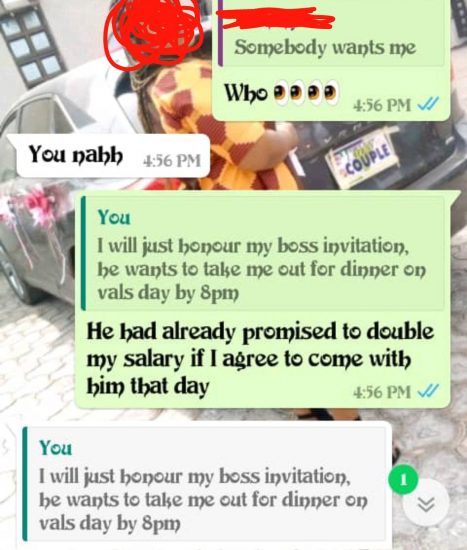 Somebody wants me
Who 👀👀
4:56 PM
You nahh
4:56 PM
COUPLE
You
I will just honour my boss invitation,
he wants to take me out for dinner on
vals day by 8pm
He had already promised to double
my salary if I agree to come with
him that day
4:56 PM
You
I will just honour my boss invitation,
he wants to take me out for dinner on
vals day by 8pm
1